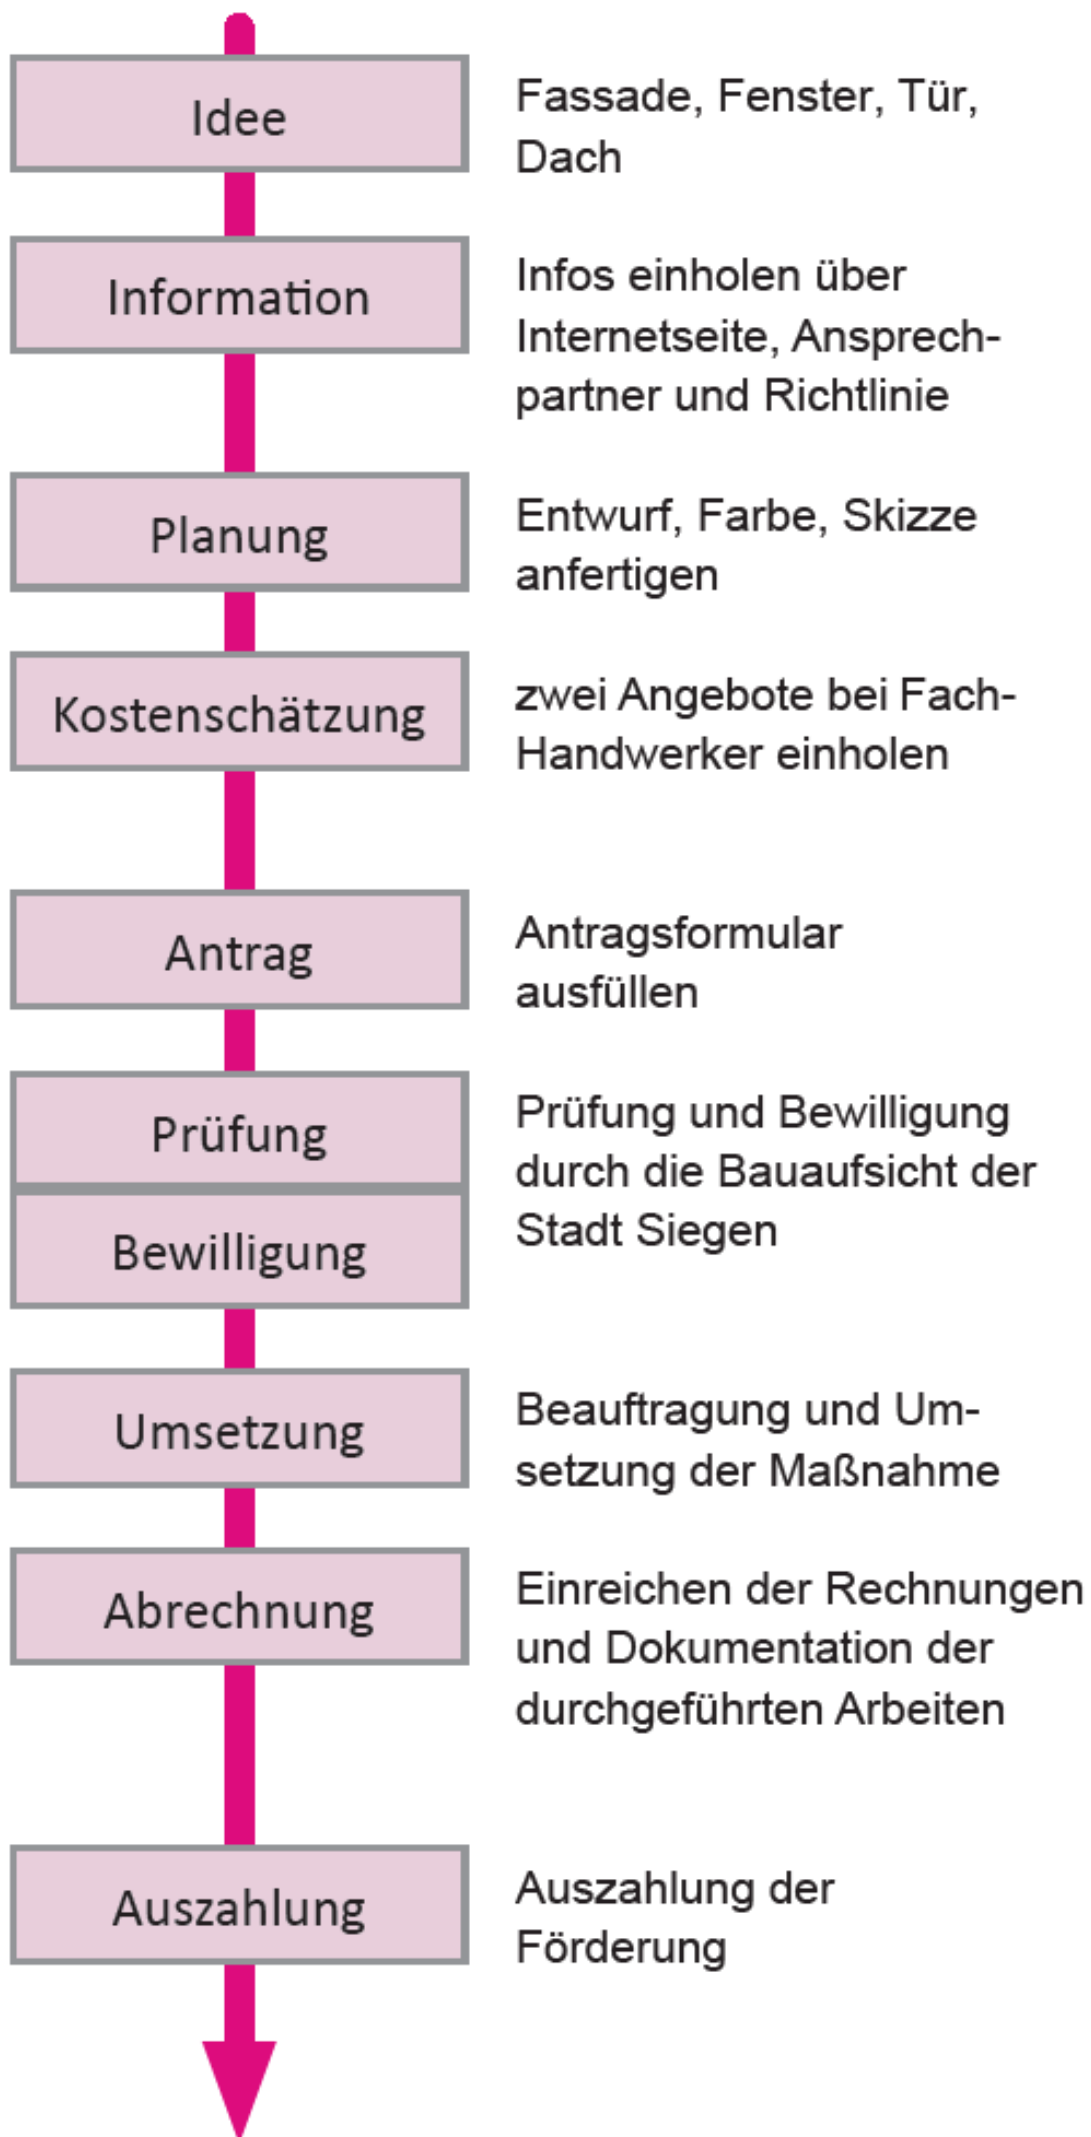 Idee
Fassade, Fenster, Tür,
Dach
Information
Infos einholen über
Internetseite, Ansprech-
partner und Richtlinie
Planung
Entwurf, Farbe, Skizze
anfertigen
Kostenschätzung
zwei Angebote bei Fach-
Handwerker einholen
Antrag
Antragsformular
ausfüllen
Prüfung
Bewilligung
Prüfung und Bewilligung
durch die Bauaufsicht der
Stadt Siegen
Umsetzung
Beauftragung und Um-
setzung der Maßnahme
Abrechnung
Einreichen der Rechnungen
und Dokumentation der
durchgeführten Arbeiten
Auszahlung
Auszahlung der
Förderung